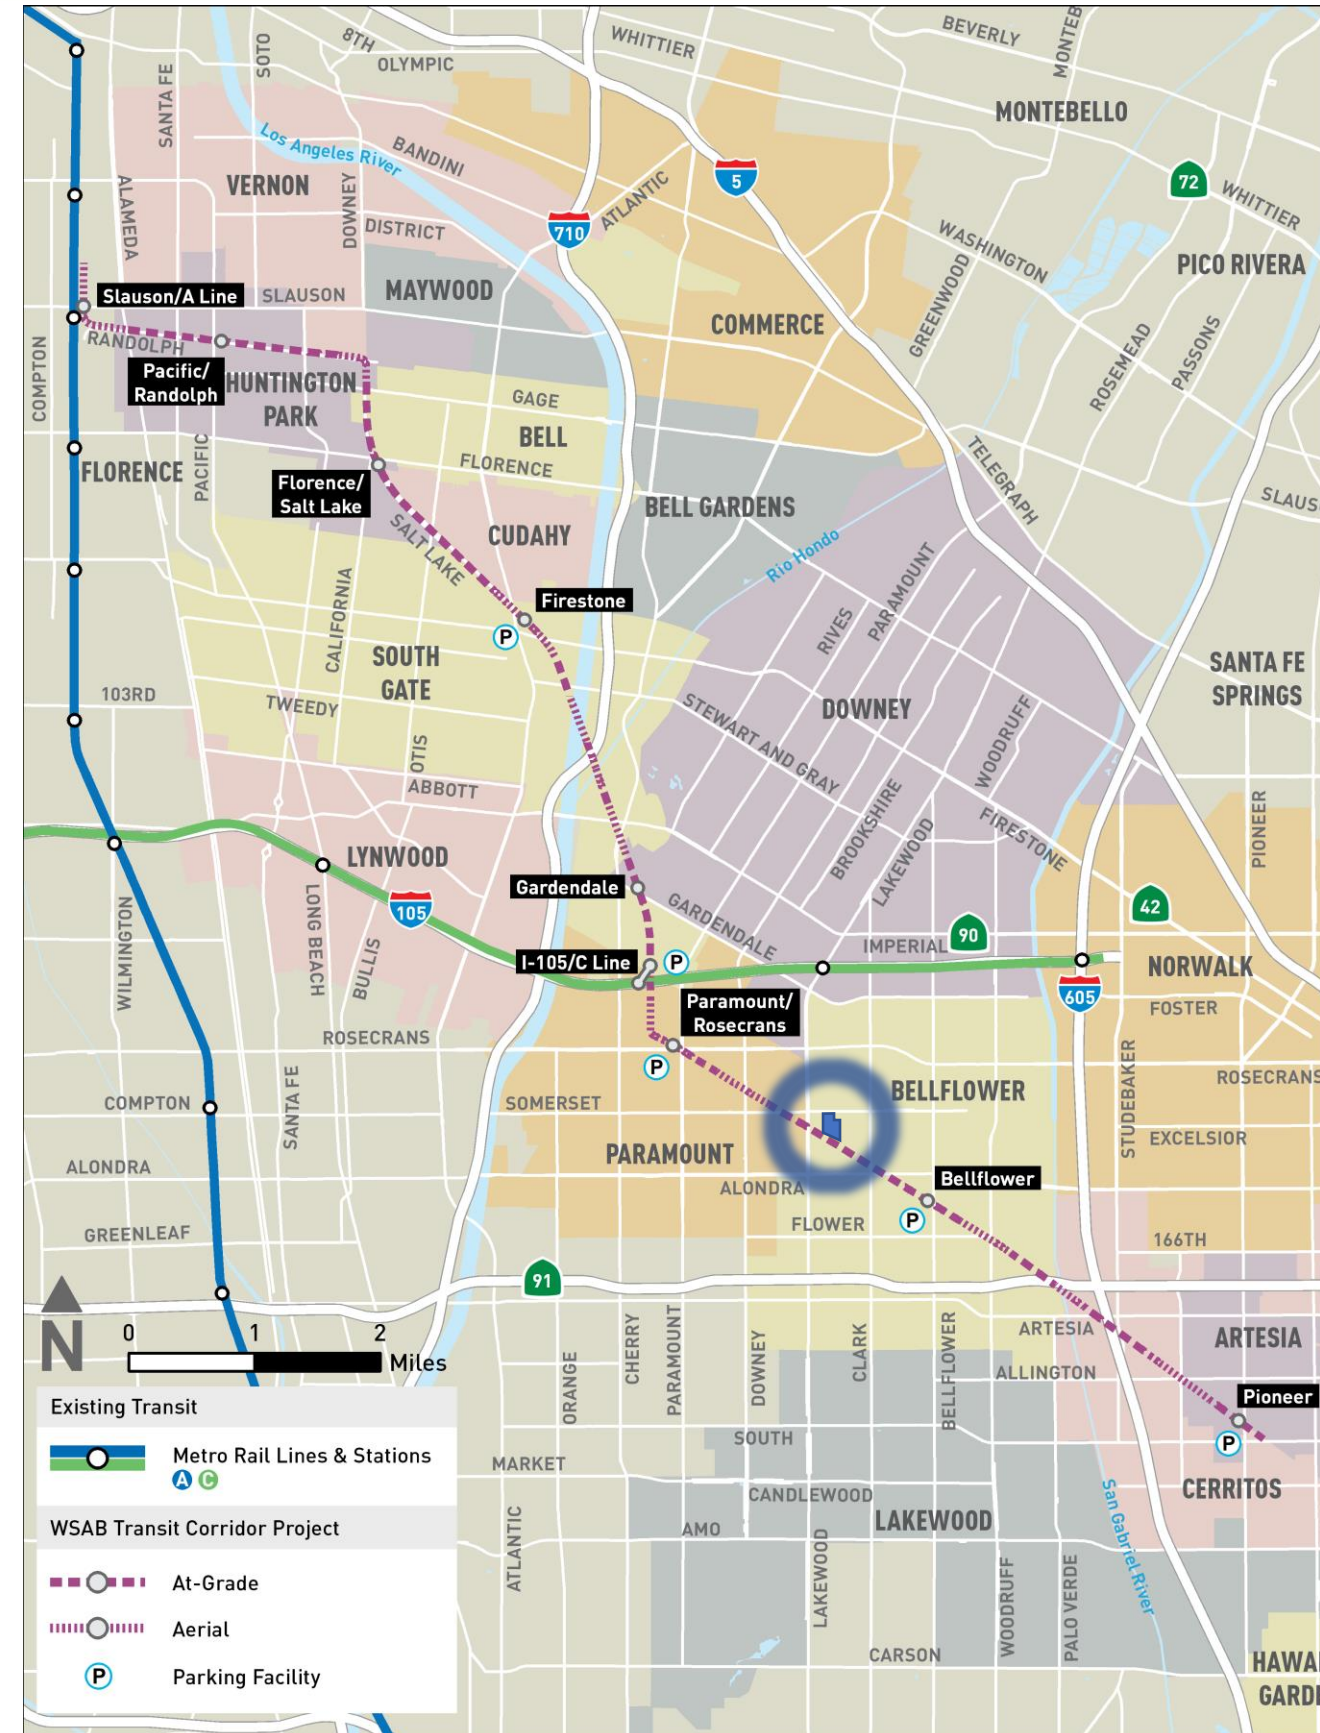 BEVERLY
MONTEB
WHITTIER
8TH
SOTO
OLYMPIC
SANTA FE
MONTEBELLO
Los Angeles River
BANDINI
VERNON
ALAMEDA
DOWNEY
DISTRICT
ATLANTIC
710
5
72
WHITTIER
WASHINGTON
PICO RIVERA
GREENWOOD
Slauson/A Line
SLAUSON
MAYWOOD
COMMERCE
ROSEMEAD
PASSONS
COMPTON
RANDOLPH
Pacific/
Randolph
HUNTINGTON
PARK
GAGE
BELL
FLORENCE
PACIFIC
FLORENCE
Florence/
Salt Lake
SALT LAKE
CUDAHY
BELL GARDENS
TELEGRAPH
SLAUS
Rio Hondo
CALIFORNIA
Firestone
P
RIVES
PARAMOUNT
SOUTH
GATE
103RD
TWEEDY
OTIS
ABBOTT
STEWART AND GRAY
DOWNEY
WOODRUFF
SANTA FE
SPRINGS
BROOKSHIRE
LAKEWOOD
FIRESTONE
PIONEER
LYNWOOD
105
Gardendale
GARDENDALE
IMPERIAL
90
42
WILMINGTON
LONG BEACH
BULLIS
I-105/C Line
P
Paramount/
Rosecrans
P
605
NORWALK
FOSTER
ROSECRANS
ROSECRANS
COMPTON
SANTA FE
SOMERSET
BELLFLOWER
STUDEBAKER
EXCELSIOR
PARAMOUNT
ALONDRA
ALONDRA
Bellflower
P
GREENLEAF
FLOWER
166TH
91
N
0 1 2
Miles
ORANGE
CHERRY
PARAMOUNT
DOWNEY
CLARK
BELLFLOWER
ARTESIA
ALLINGTON
ARTESIA
Pioneer
P
Existing Transit
Metro Rail Lines & Stations
A C
WSAB Transit Corridor Project
At-Grade
Aerial
P Parking Facility
MARKET
SOUTH
CANDLEWOOD
ATLANTIC
AMO
LAKEWOOD
LAKEWOOD
WOODRUFF
PALO VERDE
San Gabriel River
CERRITOS
CARSON
HAWA
GARD